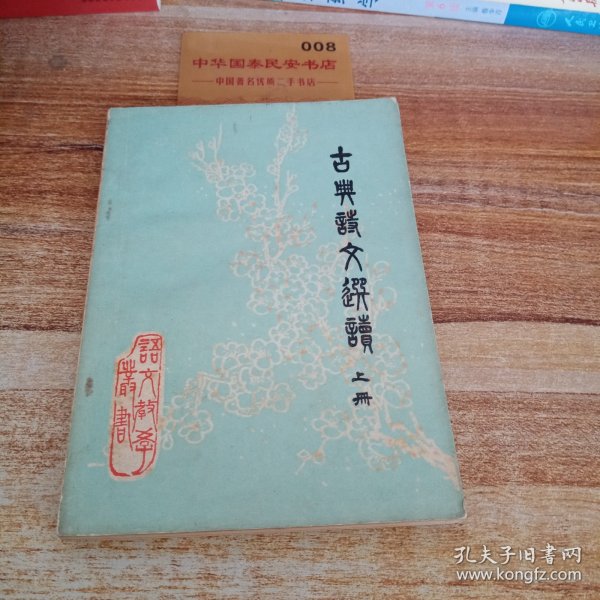 008
中华国泰民安书店
中国著名优质二手书店
古典詩文選讀 上冊
語文教學
叢書
孔夫子旧书网
www.kongfz.com